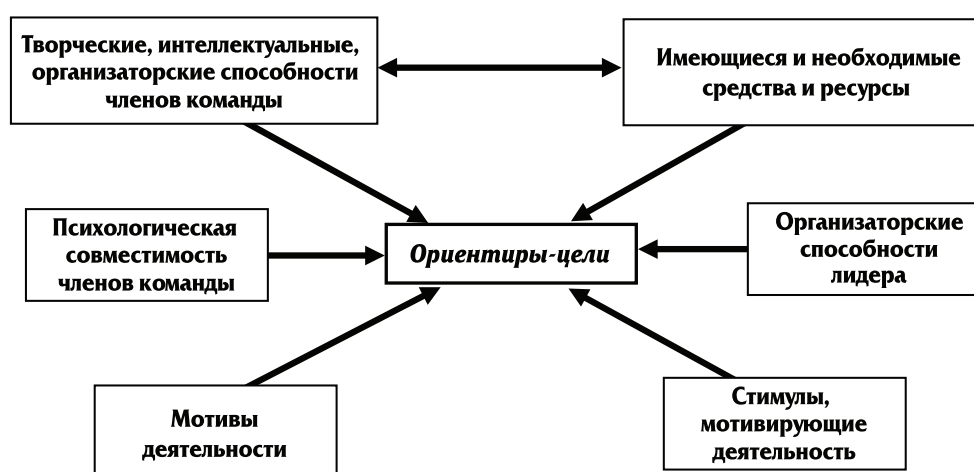 Творческие, интеллектуальные,
организаторские способности
членов команды
Имеющиеся и необходимые
средства и ресурсы
Психологическая
совместимость
членов команды
Ориентиры-цели
Организаторские
способности
лидера
Мотивы
деятельности
Стимулы,
мотивирующие
деятельность